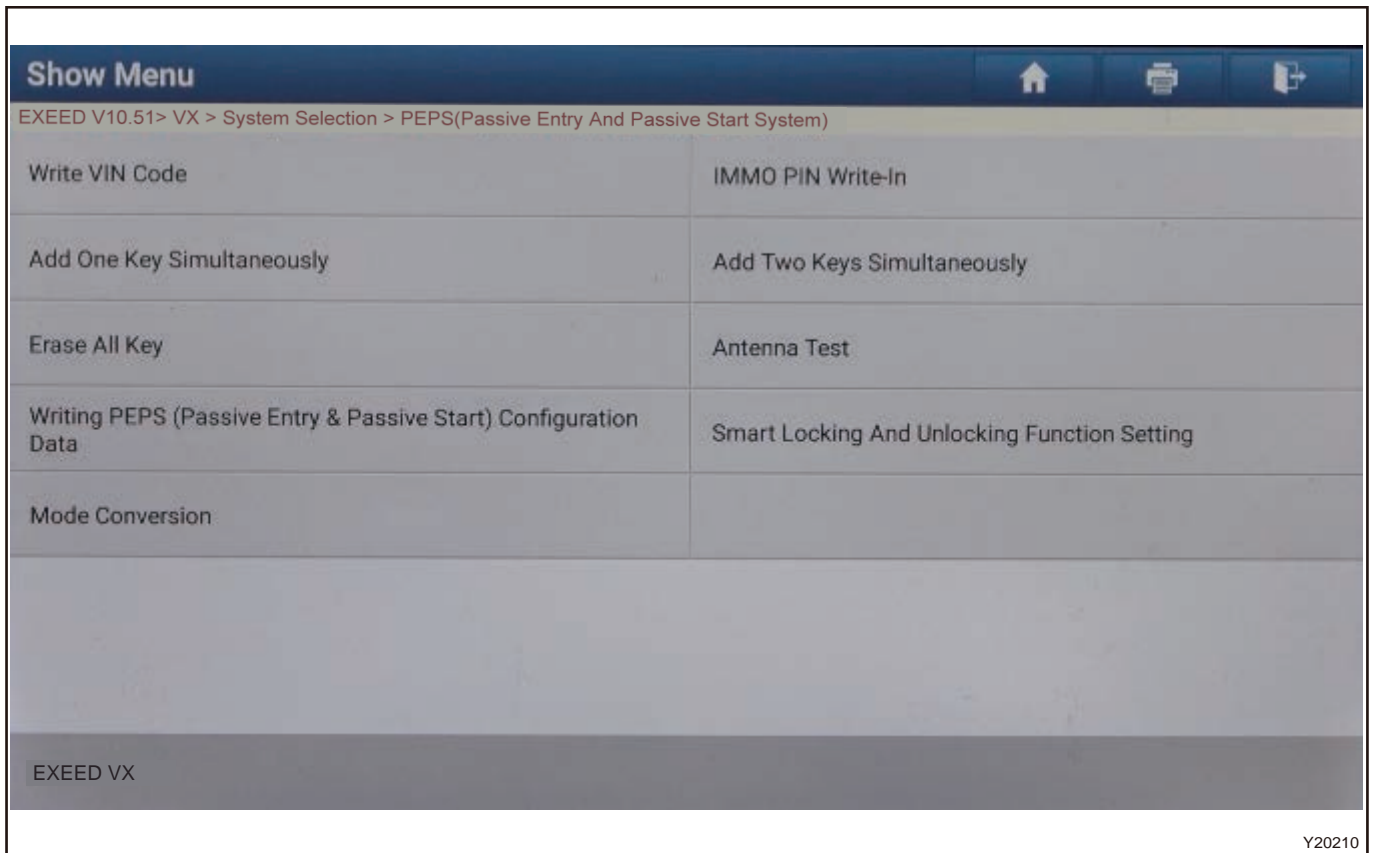 Show Menu
EXEED V10.51> VX > System Selection > PEPS(Passive Entry And Passive Start System)
Write VIN Code
IMMO PIN Write-In
Add One Key Simultaneously
Add Two Keys Simultaneously
Erase All Key
Antenna Test
Writing PEPS (Passive Entry & Passive Start) Configuration
Data
Smart Locking And Unlocking Function Setting
Mode Conversion
EXEED VX
Y20210